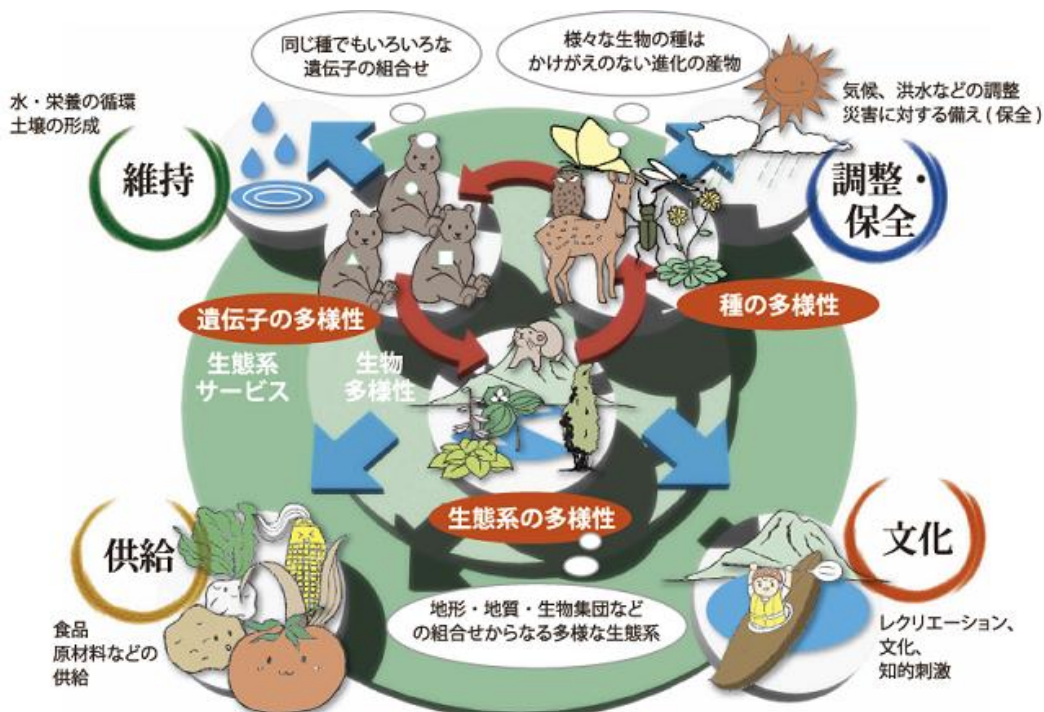 同じ種でもいろいろな
遺伝子の組合せ
様々な生物の種は
かけがえのない進化の産物
水・栄養の循環
土壌の形成
維持
気候、洪水などの調整
災害に対する備え(保全)
調整・
保全
遺伝子の多様性
種の多様性
生態系
サービス
生物
多様性
生態系の多様性
供給
食品
原材料などの
供給
地形・地質・生物集団など
の組合せからなる多様な生態系
文化
レクリエーション、
文化、
知的刺激